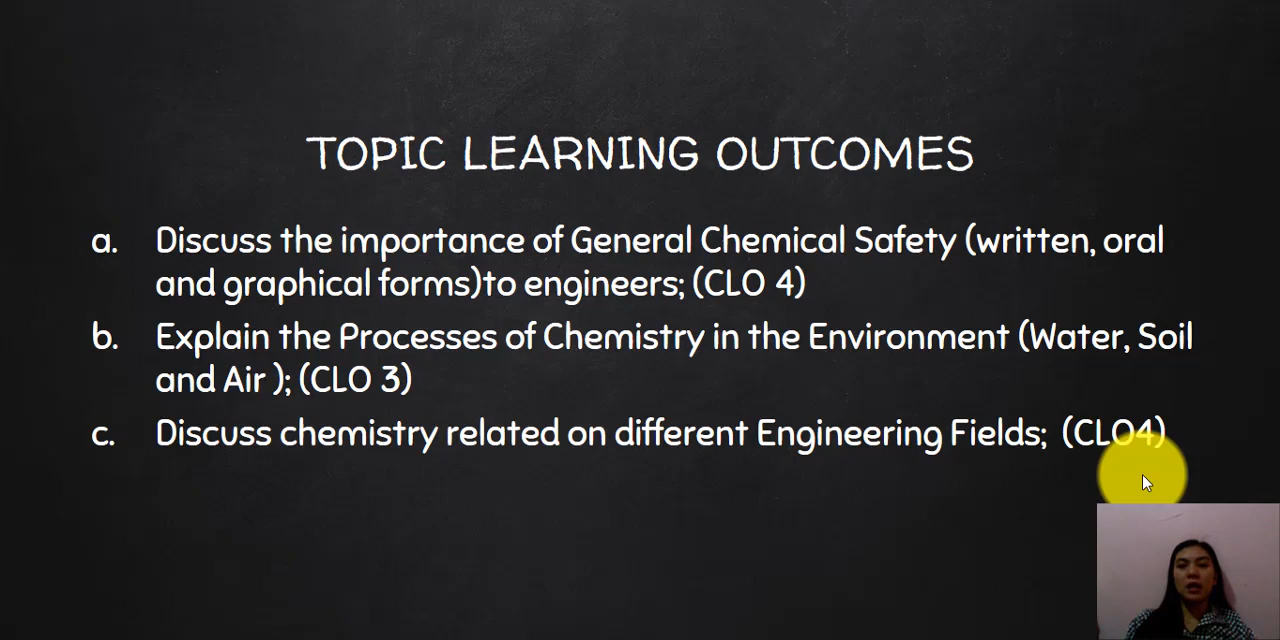 TOPIC LEARNING OUTCOMES
a. Discuss the importance of General Chemical Safety (written, oral
and graphical forms)to engineers; (CLO 4)
b. Explain the Processes of Chemistry in the Environment (Water, Soil
and Air ); (CLO 3)
c. Discuss chemistry related on different Engineering Fields; (CLO4)